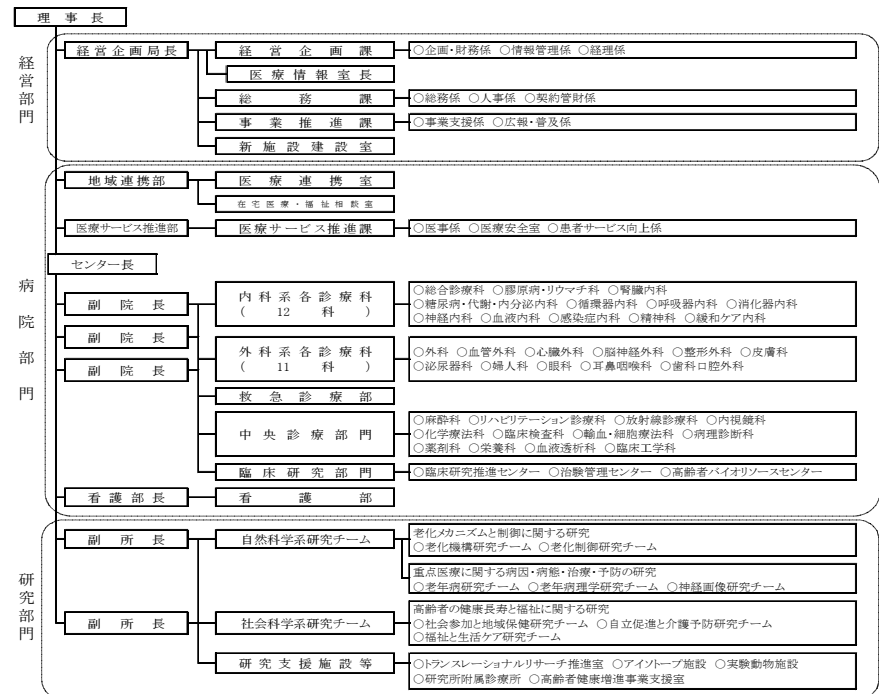 理事長
経営部門
経営企画局長
経営企画課
○企画・財務係 ○情報管理係 ○経理係
医療情報室長
総務課
○総務係 ○人事係 ○契約管財係
事業推進課
○事業支援係 ○広報・普及係
新施設建設室
病院部門
地域連携部
医療連携室
在宅医療・福祉相談室
医療サービス推進部
医療サービス推進課
○医事係 ○医療安全室 ○患者サービス向上係
センター長
副院長
副院長
副院長
内科系各診療科
(12科)
○総合診療科 ○膠原病・リウマチ科 ○腎臓内科
○糖尿病・代謝・内分泌内科 ○循環器内科 ○呼吸器内科 ○消化器内科
○神経内科 ○血液内科 ○感染症内科 ○精神科 ○緩和ケア内科
外科系各診療科
(11科)
○外科 ○血管外科 ○心臓外科 ○脳神経外科 ○整形外科 ○皮膚科
○泌尿器科 ○婦人科 ○眼科 ○耳鼻咽喉科 ○歯科口腔外科
救急診療部
中央診療部門
○麻酔科 ○リハビリテーション診療科 ○放射線診療科 ○内視鏡科
○化学療法科 ○臨床検査科 ○輸血・細胞療法科 ○病理診断科
○薬剤科 ○栄養科 ○血液透析科 ○臨床工学科
臨床研究部門
○臨床研究推進センター ○治験管理センター ○高齢者バイオリソースセンター
看護部長
看護部
研究部門
副所長
自然科学系研究チーム
老化メカニズムと制御に関する研究
○老化機構研究チーム ○老化制御研究チーム
重点医療に関する病因・病態・治療・予防の研究
○老年病研究チーム ○老年病理学研究チーム ○神経画像研究チーム
副所長
社会科学系研究チーム
高齢者の健康長寿と福祉に関する研究
○社会参加と地域保健研究チーム ○自立促進と介護予防研究チーム
○福祉と生活ケア研究チーム
研究支援施設等
○トランスレーショナルリサーチ推進室 ○アイソトープ施設 ○実験動物施設
○研究所附属診療所 ○高齢者健康増進事業支援室